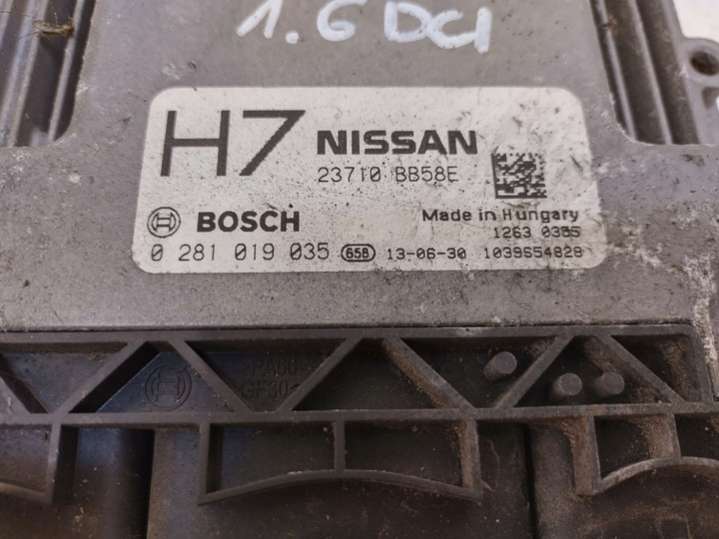 1.6 DCI
H7 NISSAN
23710 BB58E
BOSCH
Made in Hungary
1263 0385
0 281 019 035 658 13-06-30 1039S54828
GF30